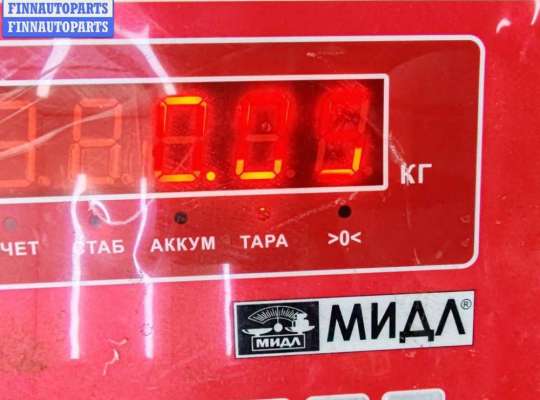 FINNAUTOPARTS
FINNAUTOPARTS
КГ
ЧЕТ СТАБ АККУМ ТАРА >0<
МИДЛ МИДЛ®